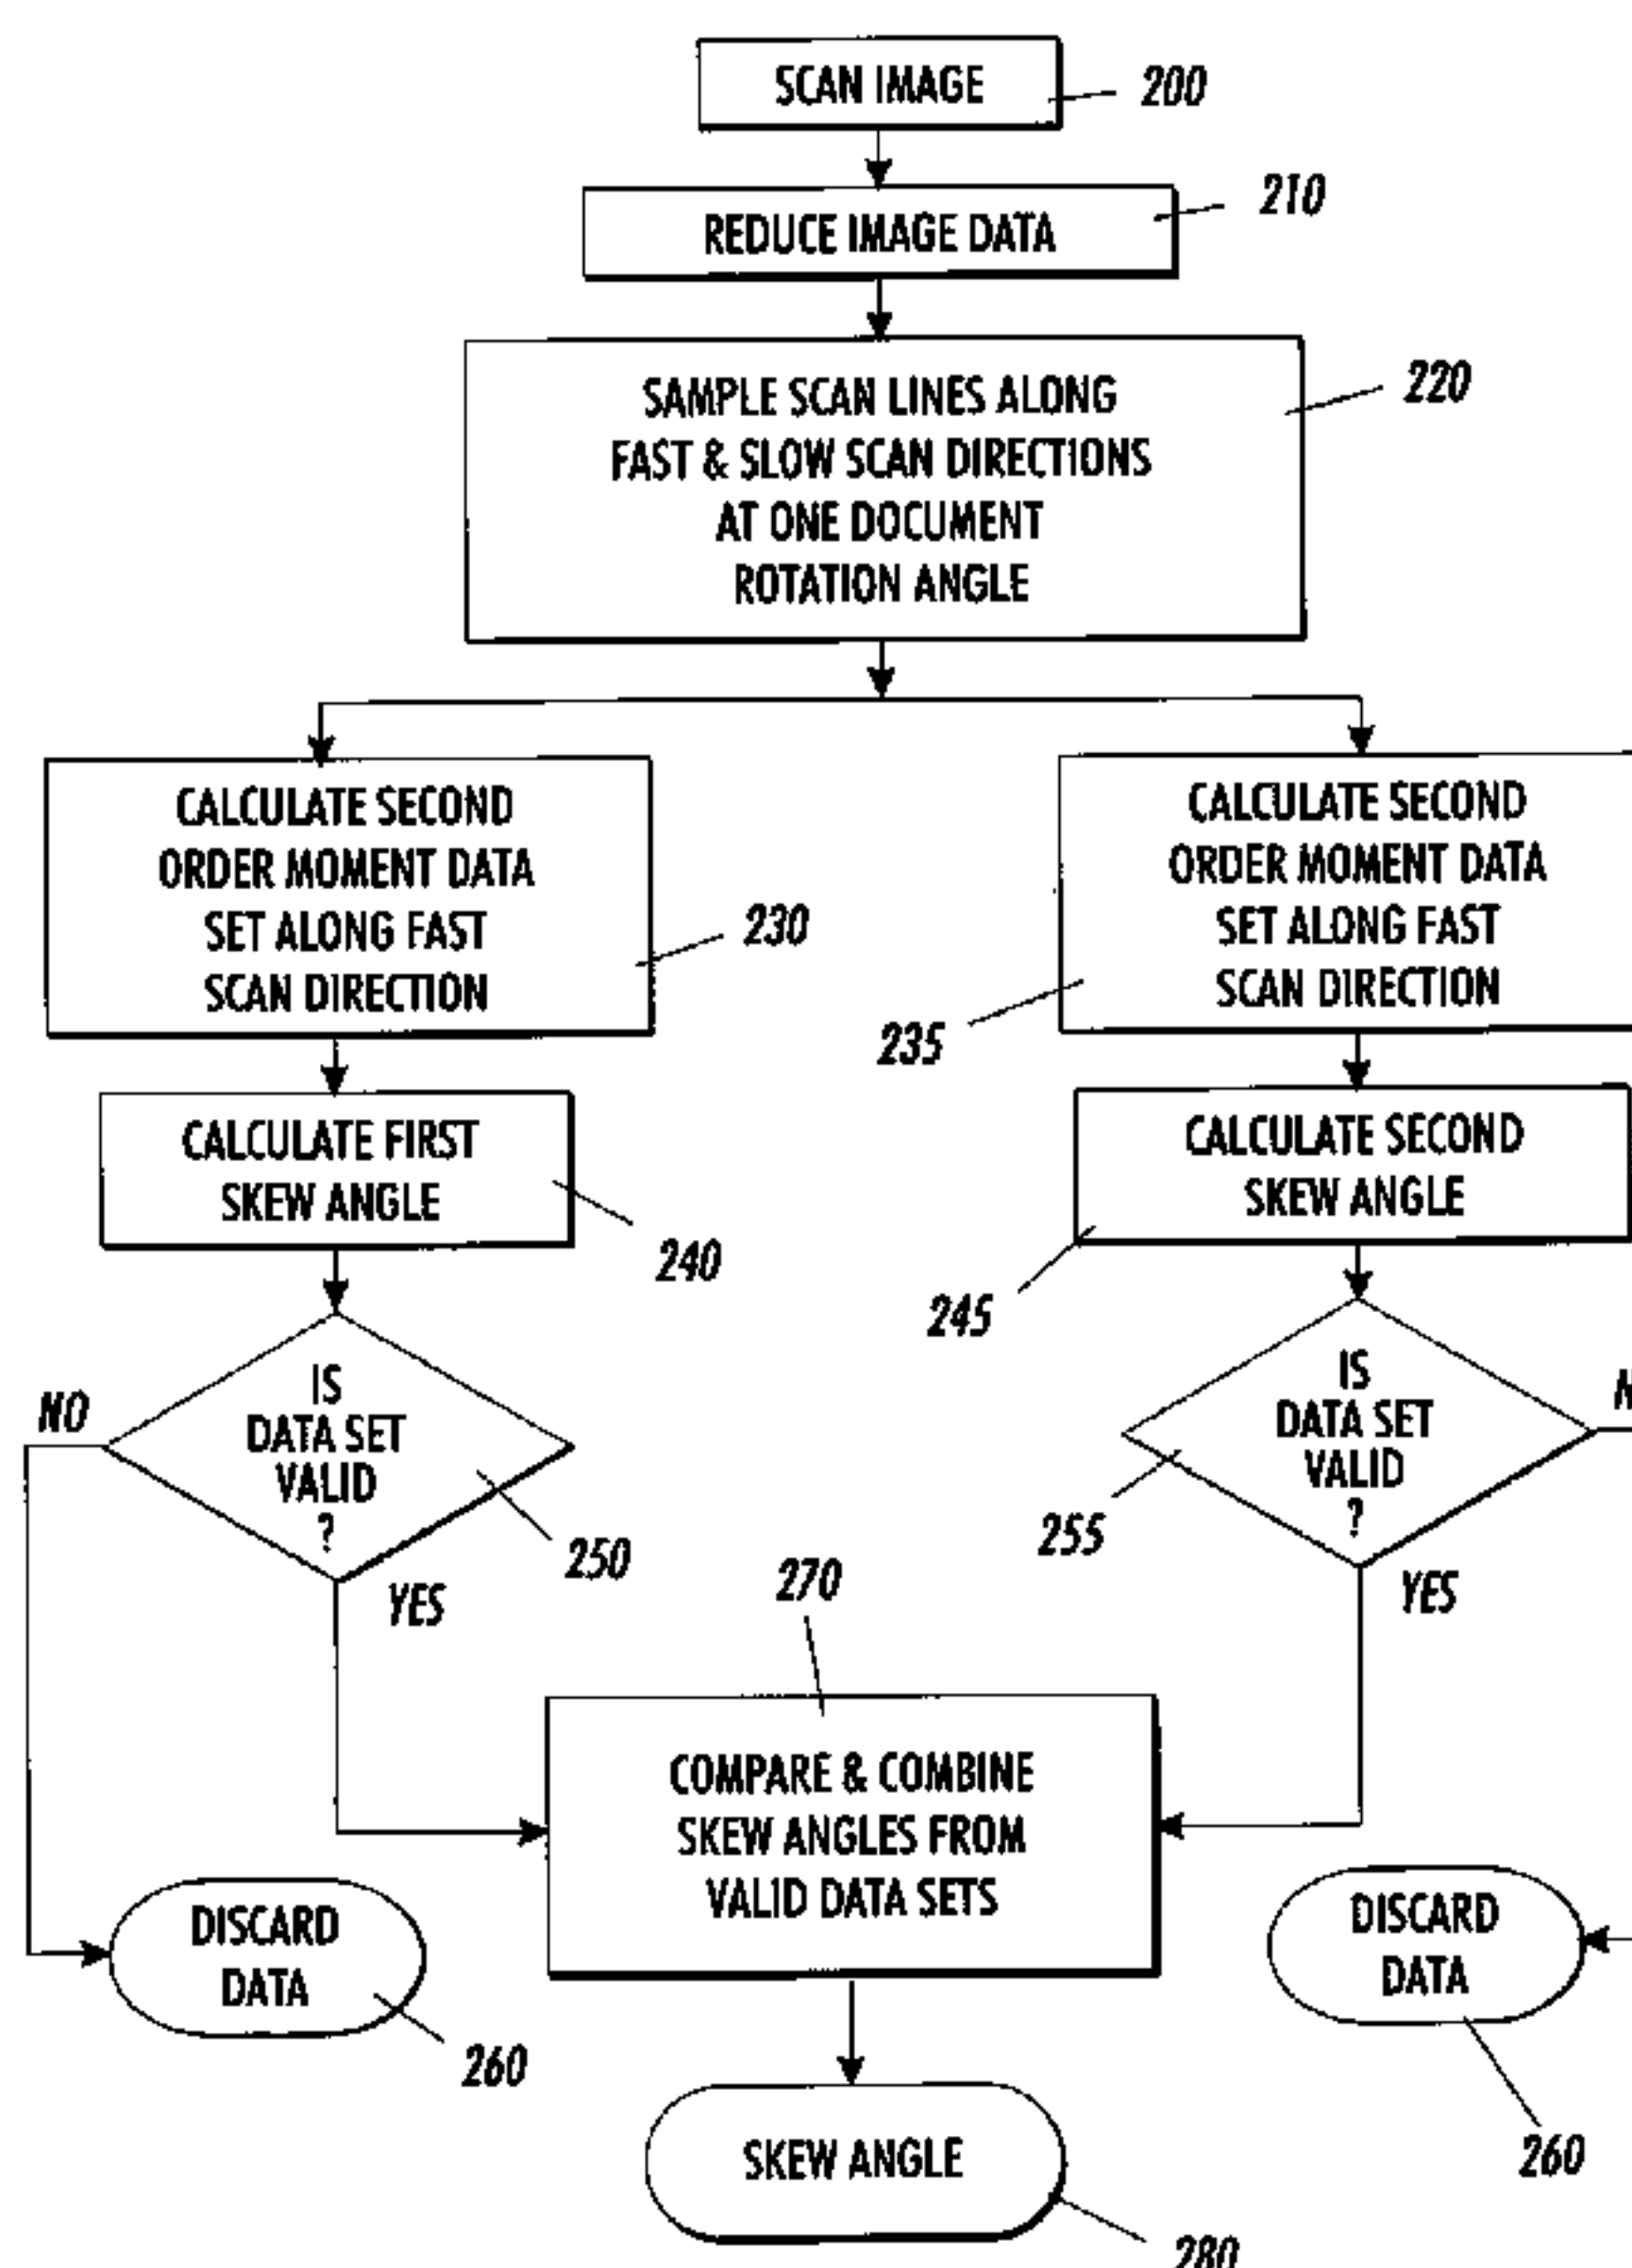 SCAN IMAGE
200
REDUCE IMAGE DATA
210
SAMPLE SCAN LINES ALONG
FAST & SLOW SCAN DIRECTIONS
AT ONE DOCUMENT
ROTATION ANGLE
220
CALCULATE SECOND
ORDER MOMENT DATA
SET ALONG FAST
SCAN DIRECTION
230
CALCULATE SECOND
ORDER MOMENT DATA
SET ALONG FAST
SCAN DIRECTION
235
CALCULATE FIRST
SKEW ANGLE
240
CALCULATE SECOND
SKEW ANGLE
245
NO
IS
DATA SET
VALID
?
250
YES
IS
DATA SET
VALID
?
255
YES
270
COMPARE & COMBINE
SKEW ANGLES FROM
VALID DATA SETS
DISCARD
DATA
260
DISCARD
DATA
260
SKEW ANGLE
280